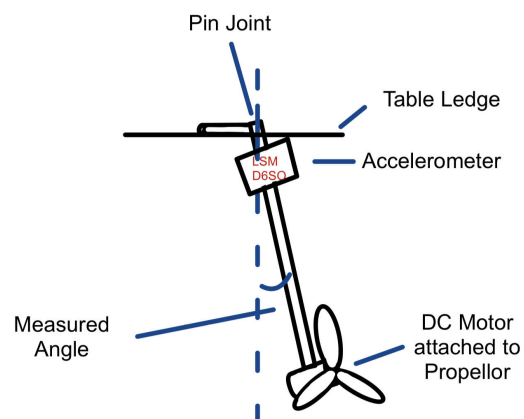 Pin Joint
Table Ledge
Accelerometer
LSM
D6SO
Measured
Angle
DC Motor
attached to
Propellor